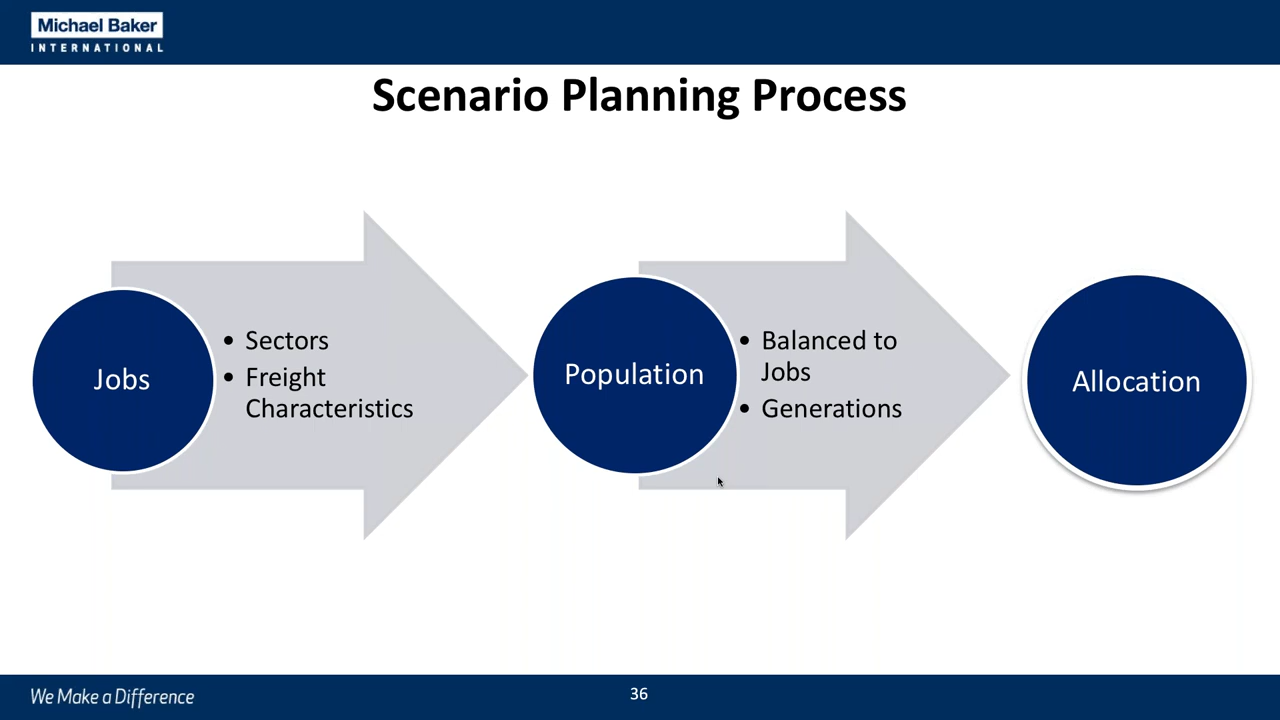 Michael Baker
INTERNATIONAL
Scenario Planning Process
Jobs
• Sectors
• Freight
Characteristics
Population
• Balanced to
Jobs
• Generations
Allocation
We Make a Difference
36